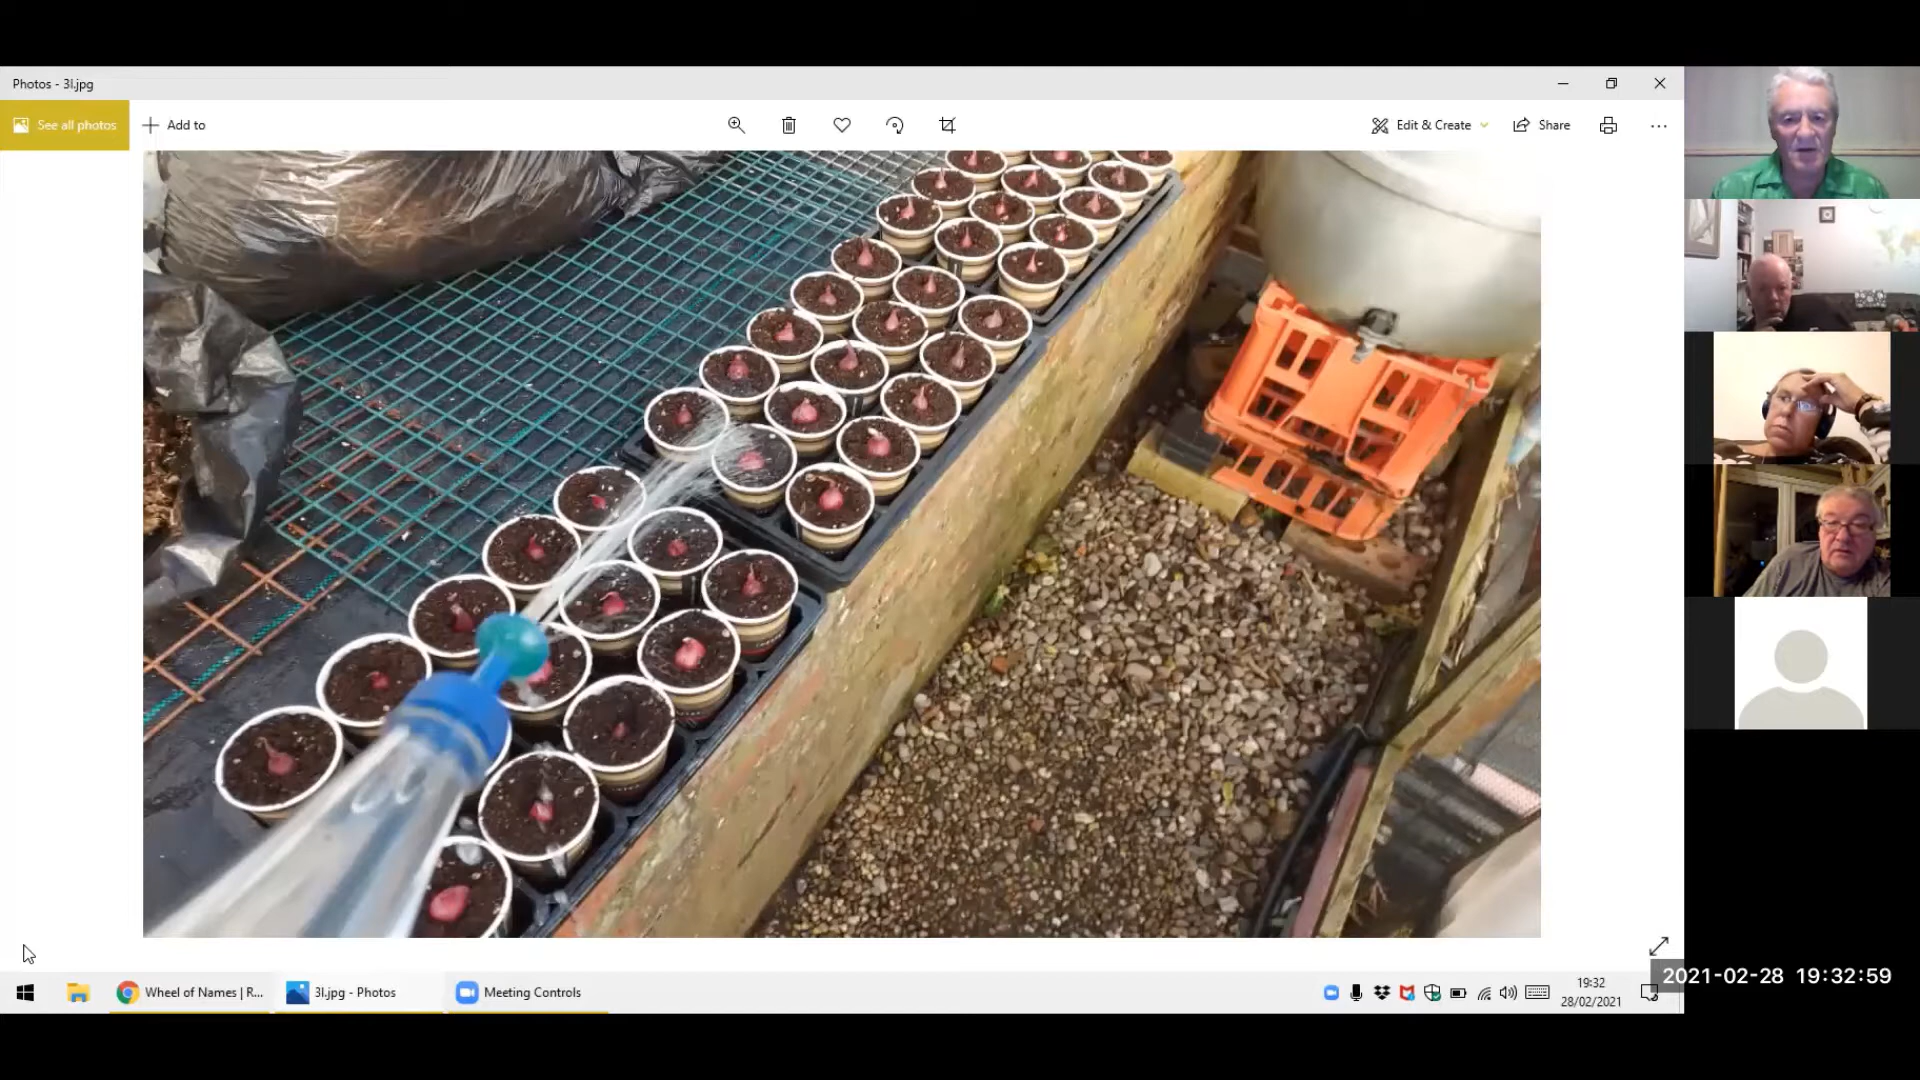 Photos - 3l.jpg
See all photos
Add to
Edit & Create
Share
Wheel of Names | R...
3l.jpg - Photos
Meeting Controls
19:32
28/02/2021
2021-02-28 19:32:59